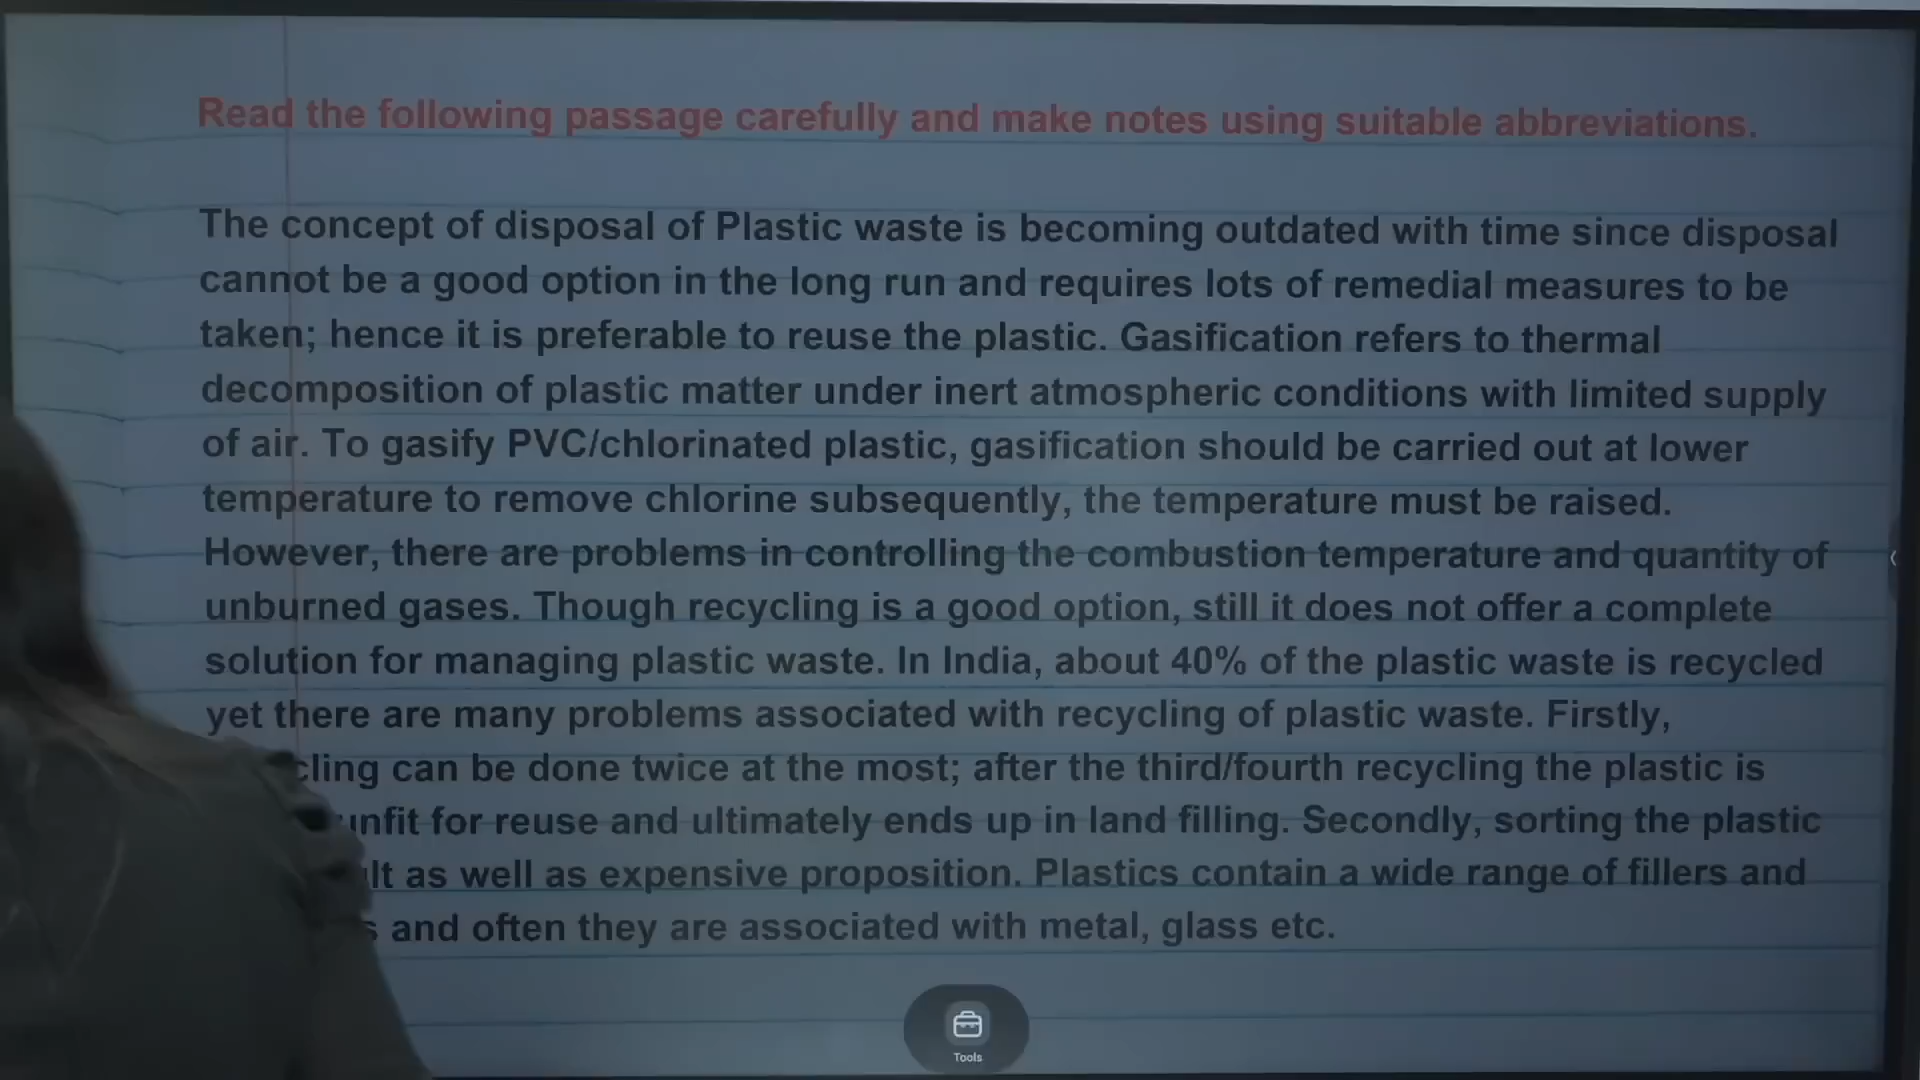 Read the following passage carefully and make notes using suitable abbreviations.
The concept of disposal of Plastic waste is becoming outdated with time since disposal
cannot be a good option in the long run and requires lots of remedial measures to be
taken; hence it is preferable to reuse the plastic. Gasification refers to thermal
decomposition of plastic matter under inert atmospheric conditions with limited supply
of air. To gasify PVC/chlorinated plastic, gasification should be carried out at lower
temperature to remove chlorine subsequently, the temperature must be raised.
However, there are problems in controlling the combustion temperature and quantity of
unburned gases. Though recycling is a good option, still it does not offer a complete
solution for managing plastic waste. In India, about 40% of the plastic waste is recycled
yet there are many problems associated with recycling of plastic waste. Firstly,
can be done twice at the most; after the third/fourth recycling the plastic is
unfit for reuse and ultimately ends up in land filling. Secondly, sorting the plastic
as well as expensive proposition. Plastics contain a wide range of fillers and
and often they are associated with metal, glass etc.
Tools